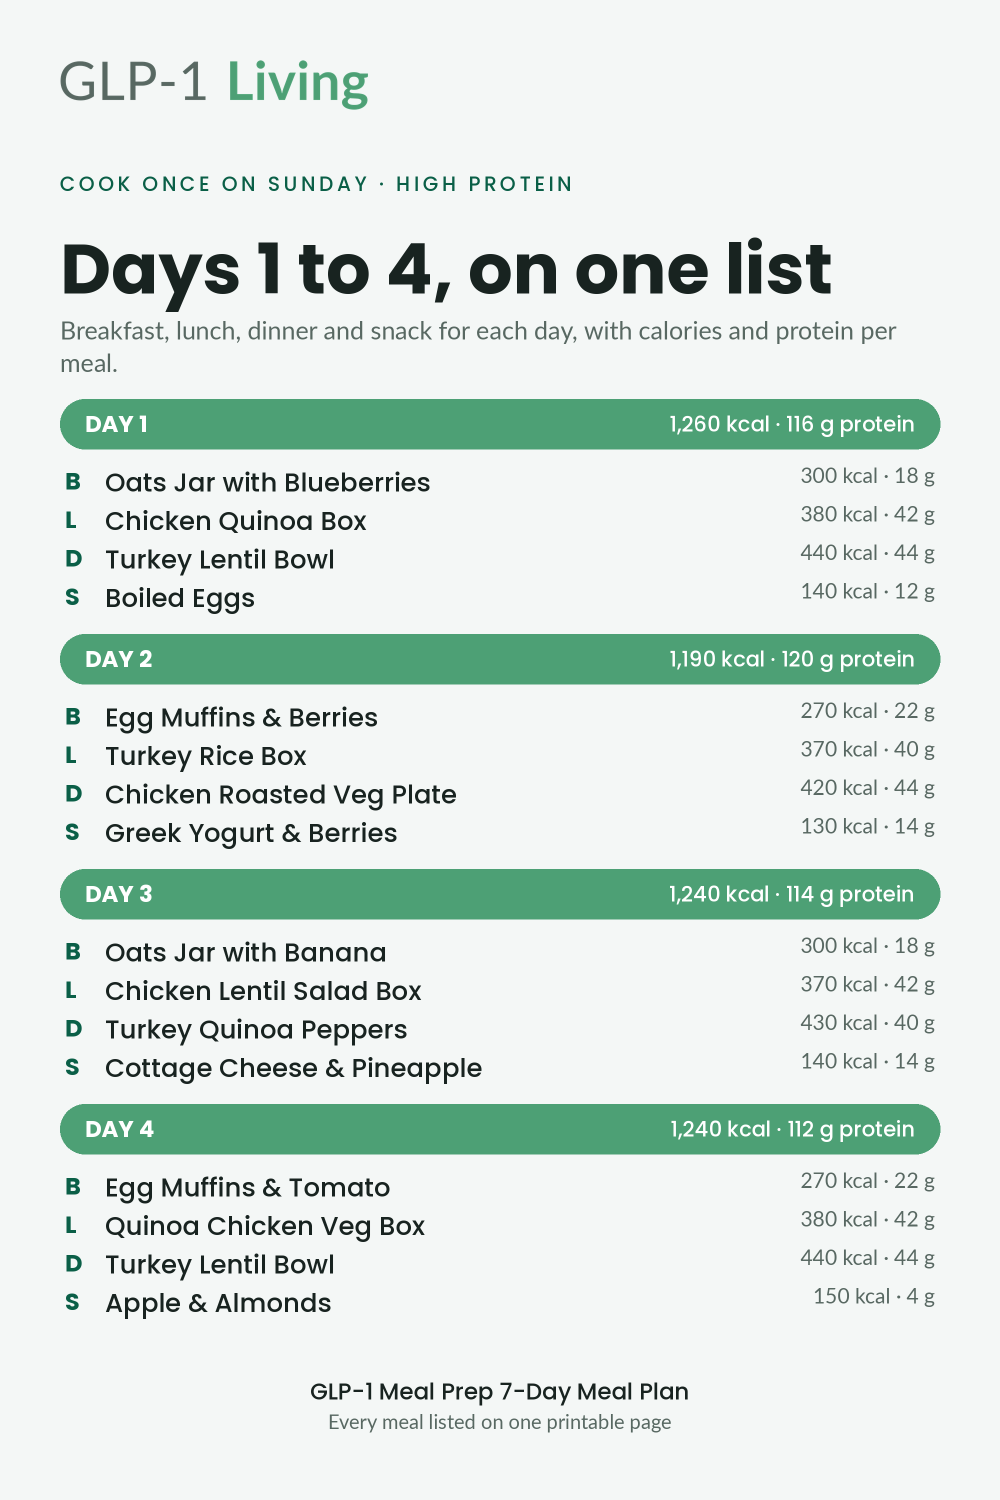 GLP-1 Living
COOK ONCE ON SUNDAY · HIGH PROTEIN
Days 1 to 4, on one list
Breakfast, lunch, dinner and snack for each day, with calories and protein per
meal.
DAY 1 1,260 kcal · 116 g protein
B Oats Jar with Blueberries 300 kcal · 18 g
L Chicken Quinoa Box 380 kcal · 42 g
D Turkey Lentil Bowl 440 kcal · 44 g
S Boiled Eggs 140 kcal · 12 g
DAY 2 1,190 kcal · 120 g protein
B Egg Muffins & Berries 270 kcal · 22 g
L Turkey Rice Box 370 kcal · 40 g
D Chicken Roasted Veg Plate 420 kcal · 44 g
S Greek Yogurt & Berries 130 kcal · 14 g
DAY 3 1,240 kcal · 114 g protein
B Oats Jar with Banana 300 kcal · 18 g
L Chicken Lentil Salad Box 370 kcal · 42 g
D Turkey Quinoa Peppers 430 kcal · 40 g
S Cottage Cheese & Pineapple 140 kcal · 14 g
DAY 4 1,240 kcal · 112 g protein
B Egg Muffins & Tomato 270 kcal · 22 g
L Quinoa Chicken Veg Box 380 kcal · 42 g
D Turkey Lentil Bowl 440 kcal · 44 g
S Apple & Almonds 150 kcal · 4 g
GLP-1 Meal Prep 7-Day Meal Plan
Every meal listed on one printable page